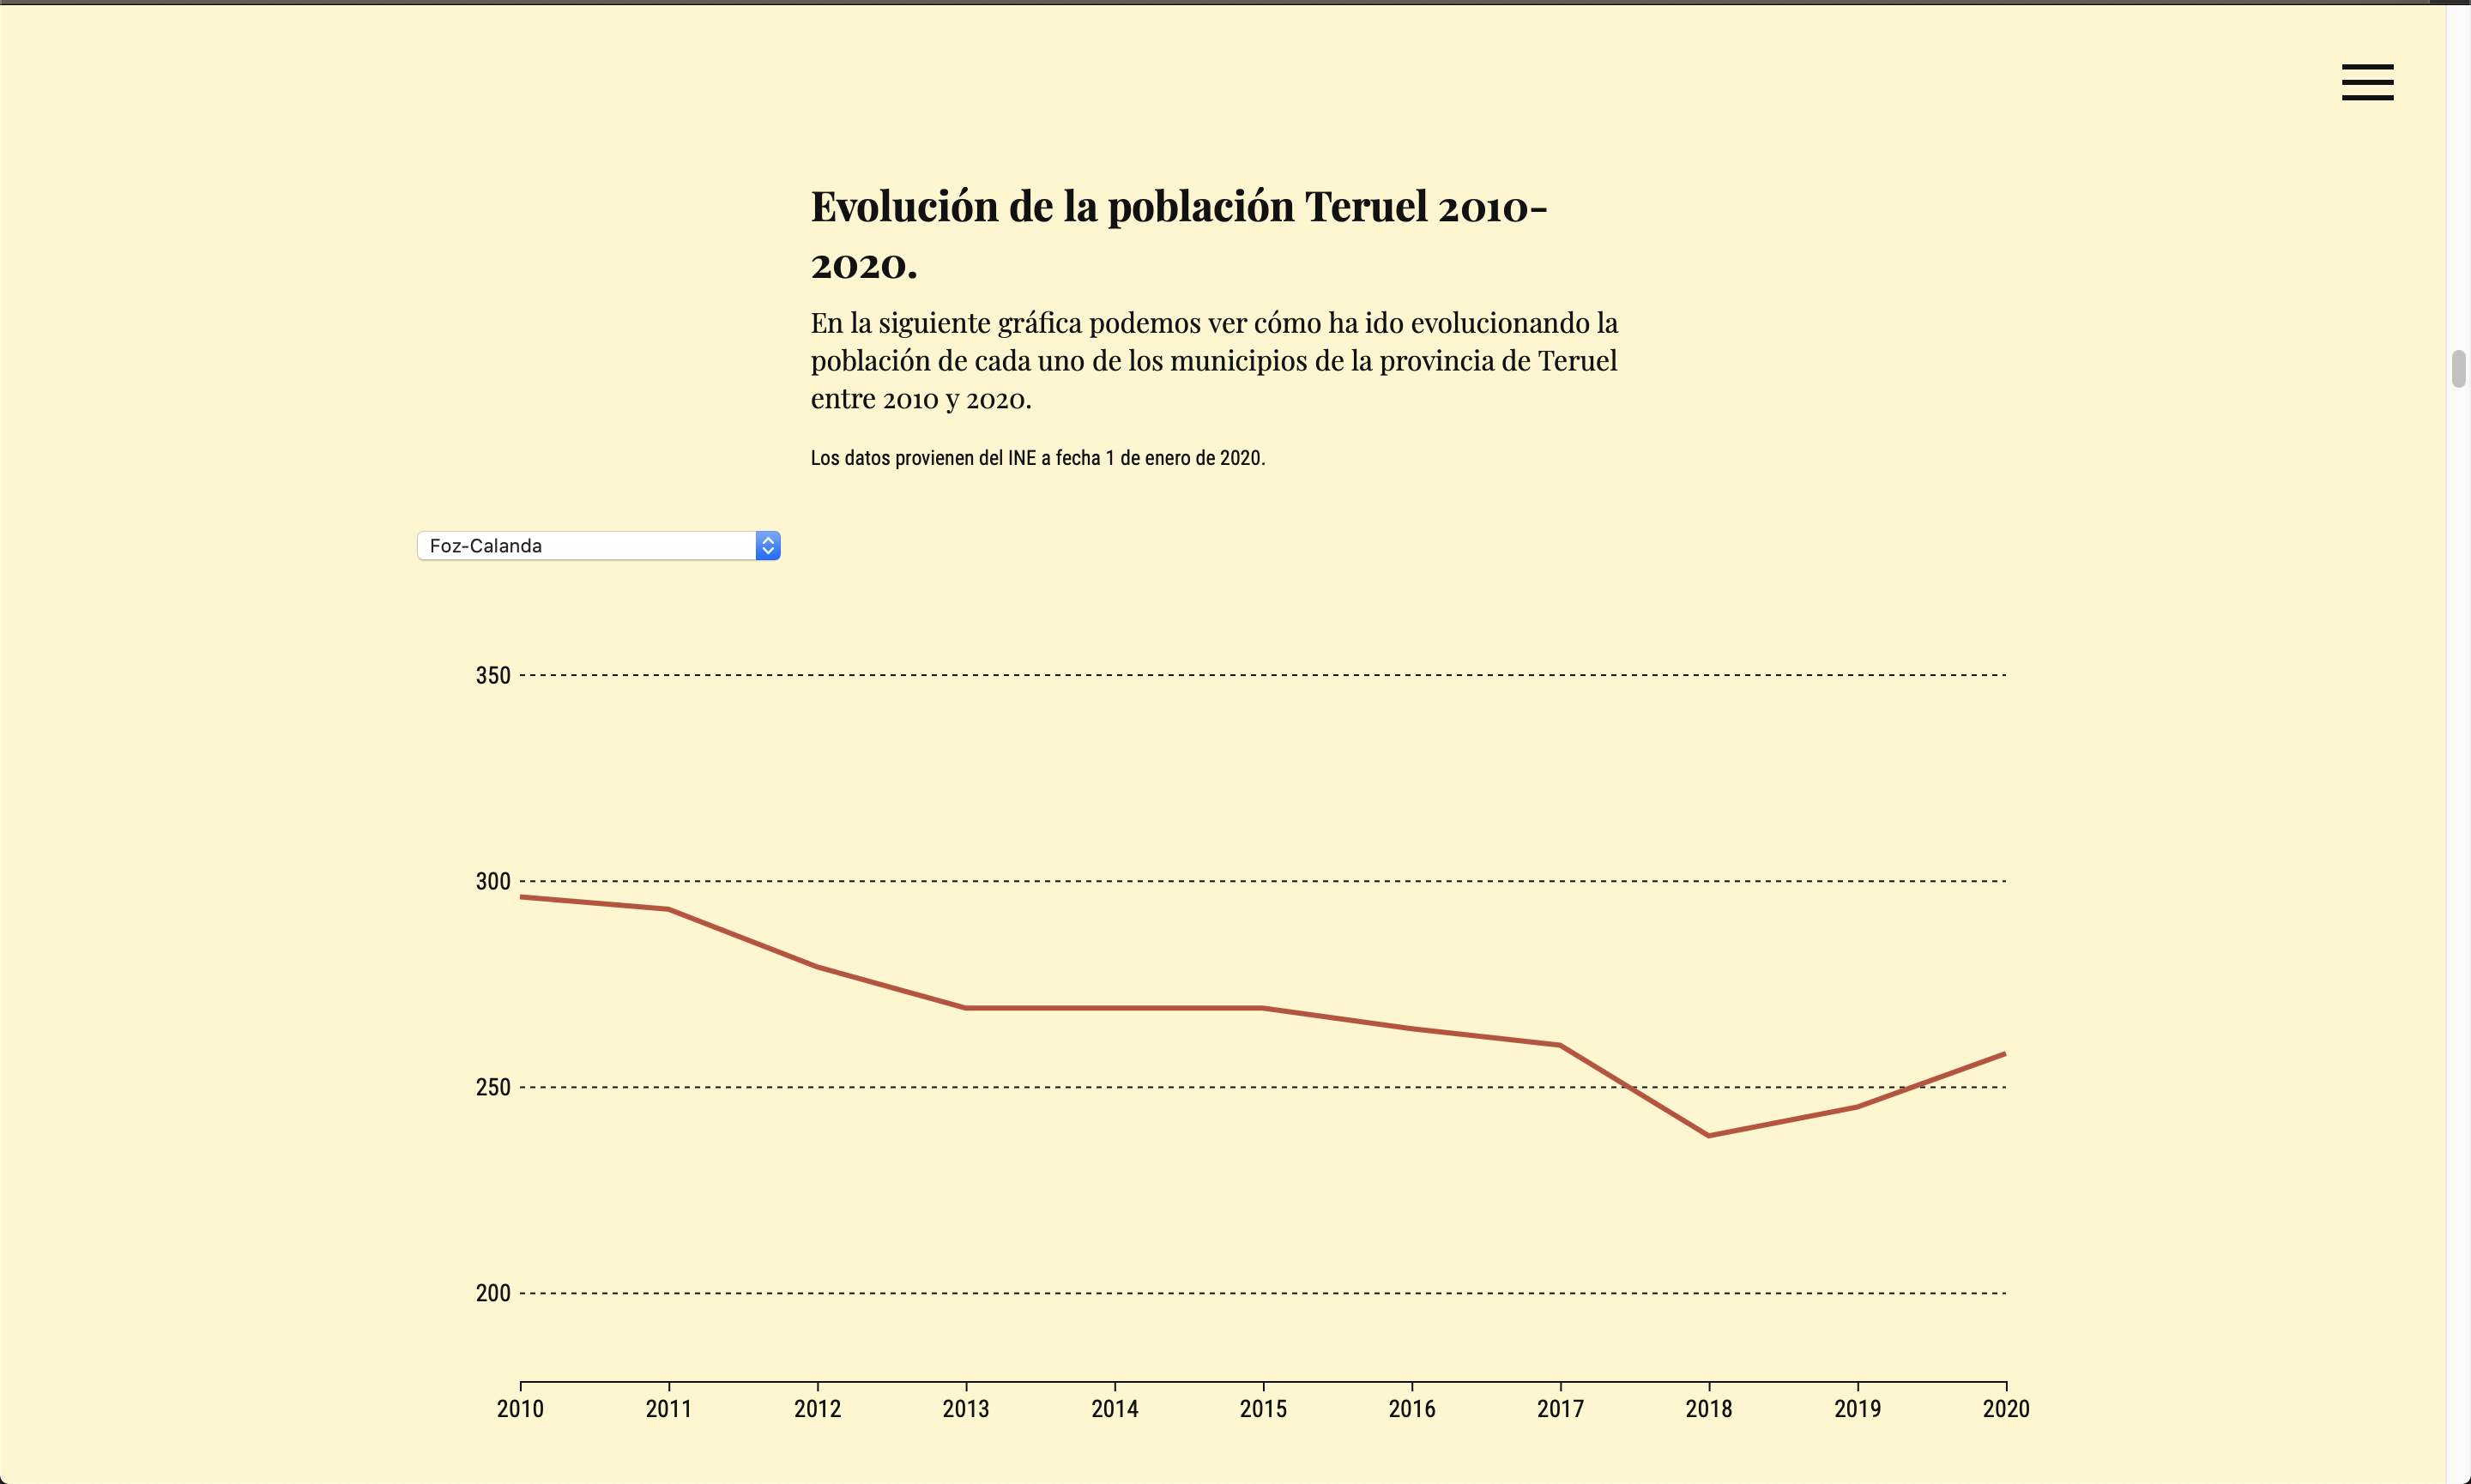 Evolución de la población Teruel 2010-
2020.
En la siguiente gráfica podemos ver cómo ha ido evolucionando la
población de cada uno de los municipios de la provincia de Teruel
entre 2010 y 2020.
Los datos provienen del INE a fecha 1 de enero de 2020.
Foz-Calanda
350
300
250
200
2010 2011 2012 2013 2014 2015 2016 2017 2018 2019 2020